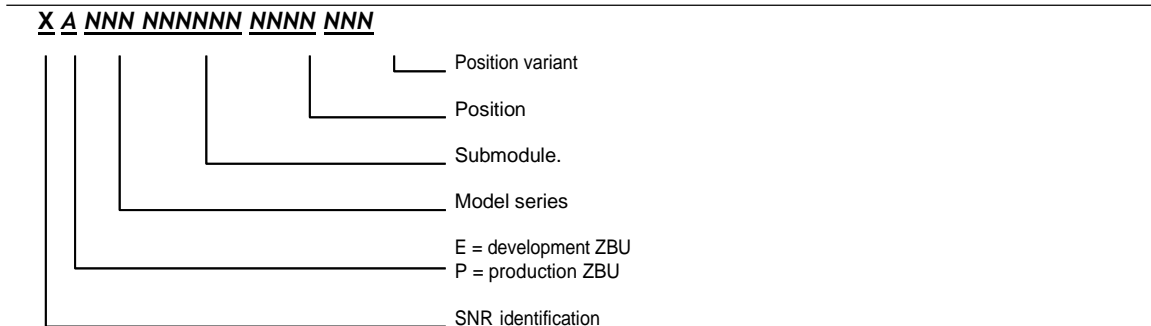 X A NNN NNNNNN NNNN NNN
Position variant
Position
Submodule.
Model series
E = development ZBU
P = production ZBU
SNR identification